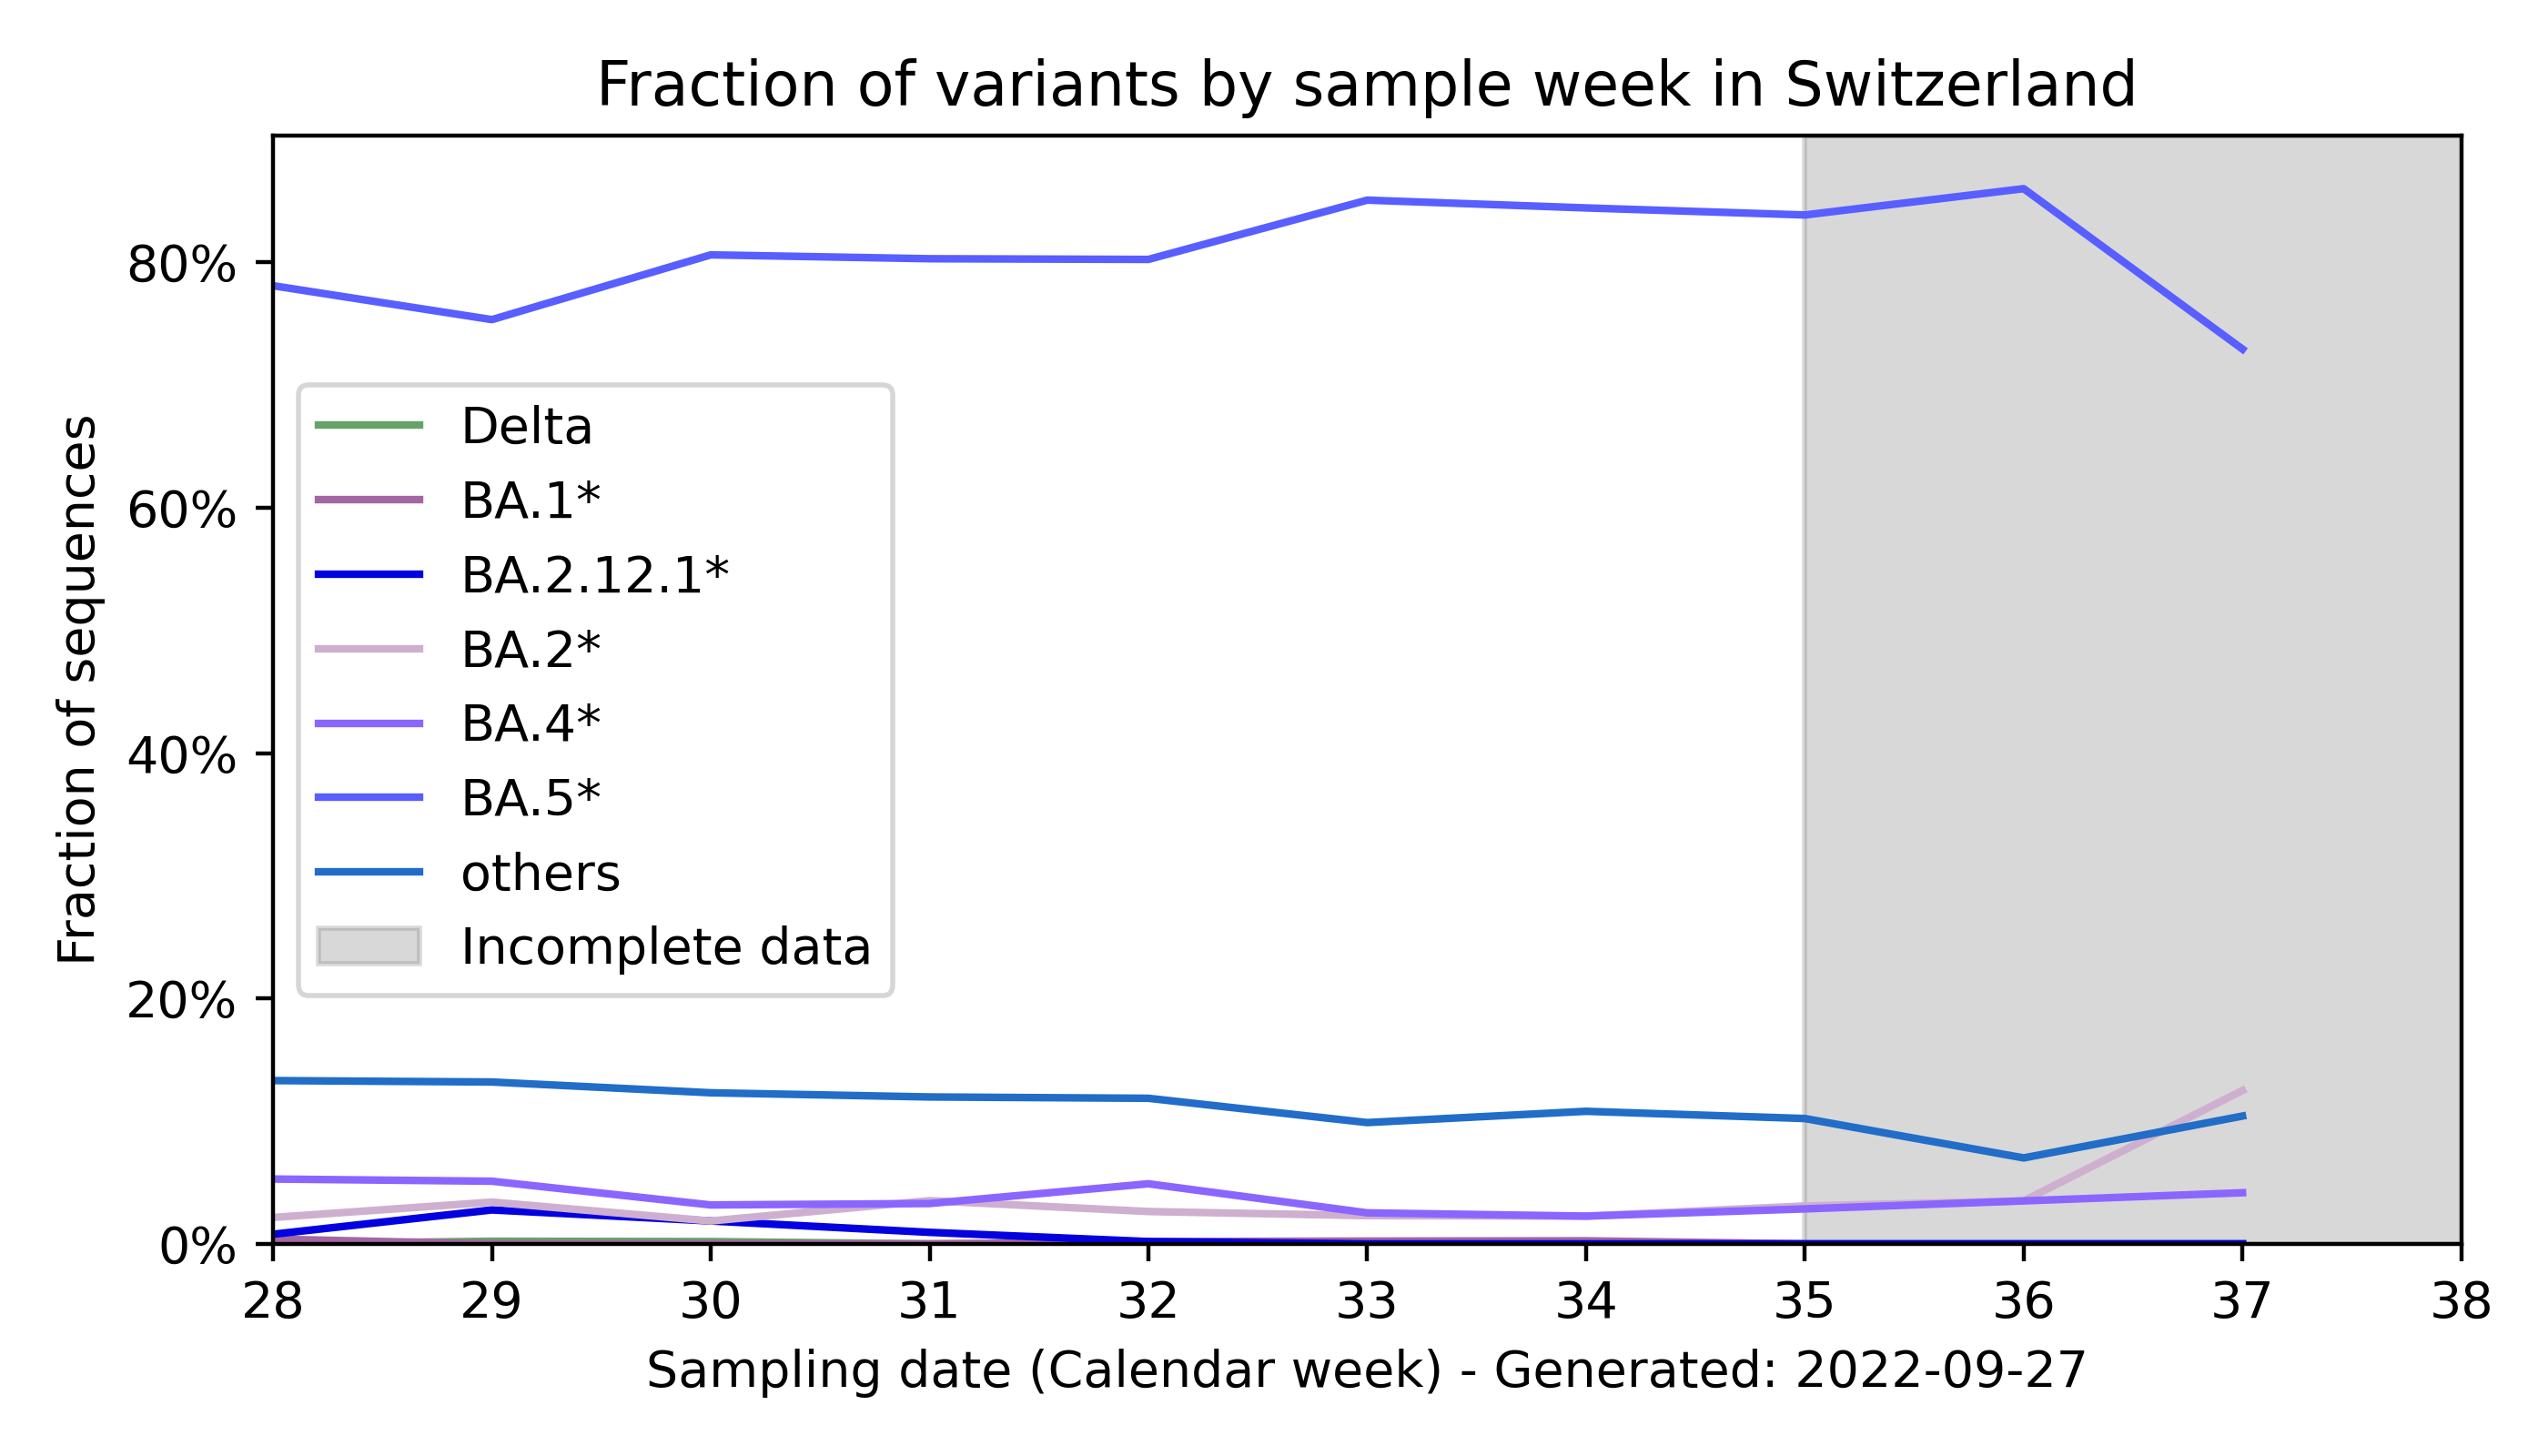 Fraction of variants by sample week in Switzerland
Fraction of sequences
80%
60%
40%
20%
0%
Delta
BA.1*
BA.2.12.1*
BA.2*
BA.4*
BA.5*
others
Incomplete data
28 29 30 31 32 33 34 35 36 37 38
Sampling date (Calendar week) - Generated: 2022-09-27